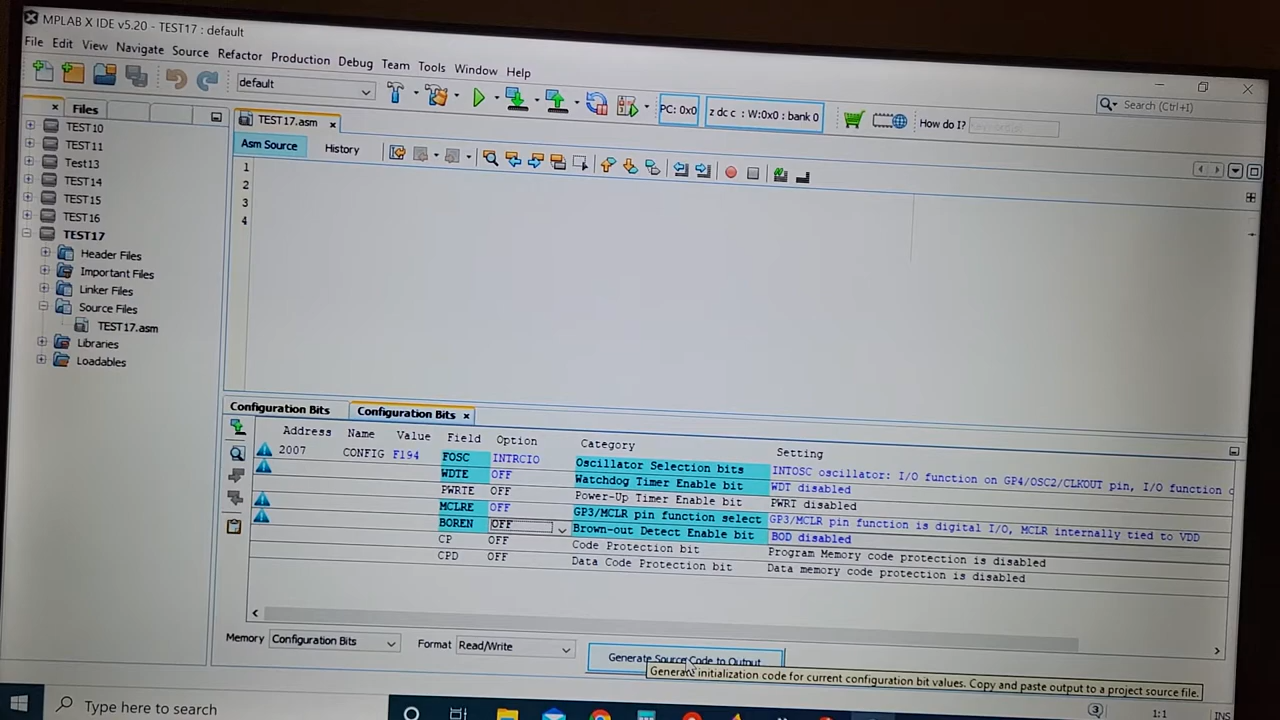 MPLAB X IDE v5.20 - TEST17 : default
File Edit View Navigate Source Refactor Production Debug Team Tools Window Help
default
PC: 0x0
z dc c : W:0x0 : bank 0
How do I?
Search (Ctrl+I)
Files
TEST10
TEST11
Test13
TEST14
TEST15
TEST16
TEST17
Header Files
Important Files
Linker Files
Source Files
TEST17.asm
Libraries
Loadables
TEST17.asm
Asm Source History
1
2
3
4
Configuration Bits Configuration Bits
Address Name Value Field Option Category Setting
2007 CONFIG F194 FOSC INTRCIO Oscillator Selection bits INTOSC oscillator: I/O function on GP4/OSC2/CLKOUT pin, I/O function o
WDTE OFF Watchdog Timer Enable bit WDT disabled
PWRTE OFF Power-Up Timer Enable bit PWRT disabled
MCLRE OFF GP3/MCLR pin function select GP3/MCLR pin function is digital I/O, MCLR internally tied to VDD
BOREN OFF Brown-out Detect Enable bit BOD disabled
CP OFF Code Protection bit Program Memory code protection is disabled
CPD OFF Data Code Protection bit Data memory code protection is disabled
Memory Configuration Bits Format Read/Write Generate Source Code to Output
Generate initialization code for current configuration bit values. Copy and paste output to a project source file.
3 1:1 INS
Type here to search